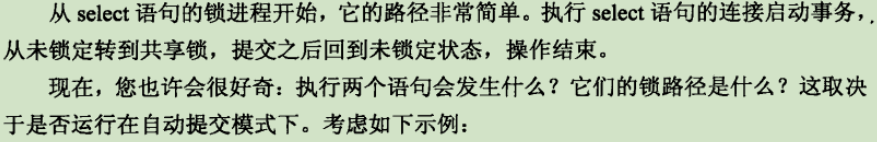 从 select 语句的锁进程开始，它的路径非常简单。执行 select 语句的连接启动事务，
从未锁定转到共享锁，提交之后回到未锁定状态，操作结束。
现在，您也许会很好奇：执行两个语句会发生什么？它们的锁路径是什么？这取决
于是否运行在自动提交模式下。考虑如下示例：